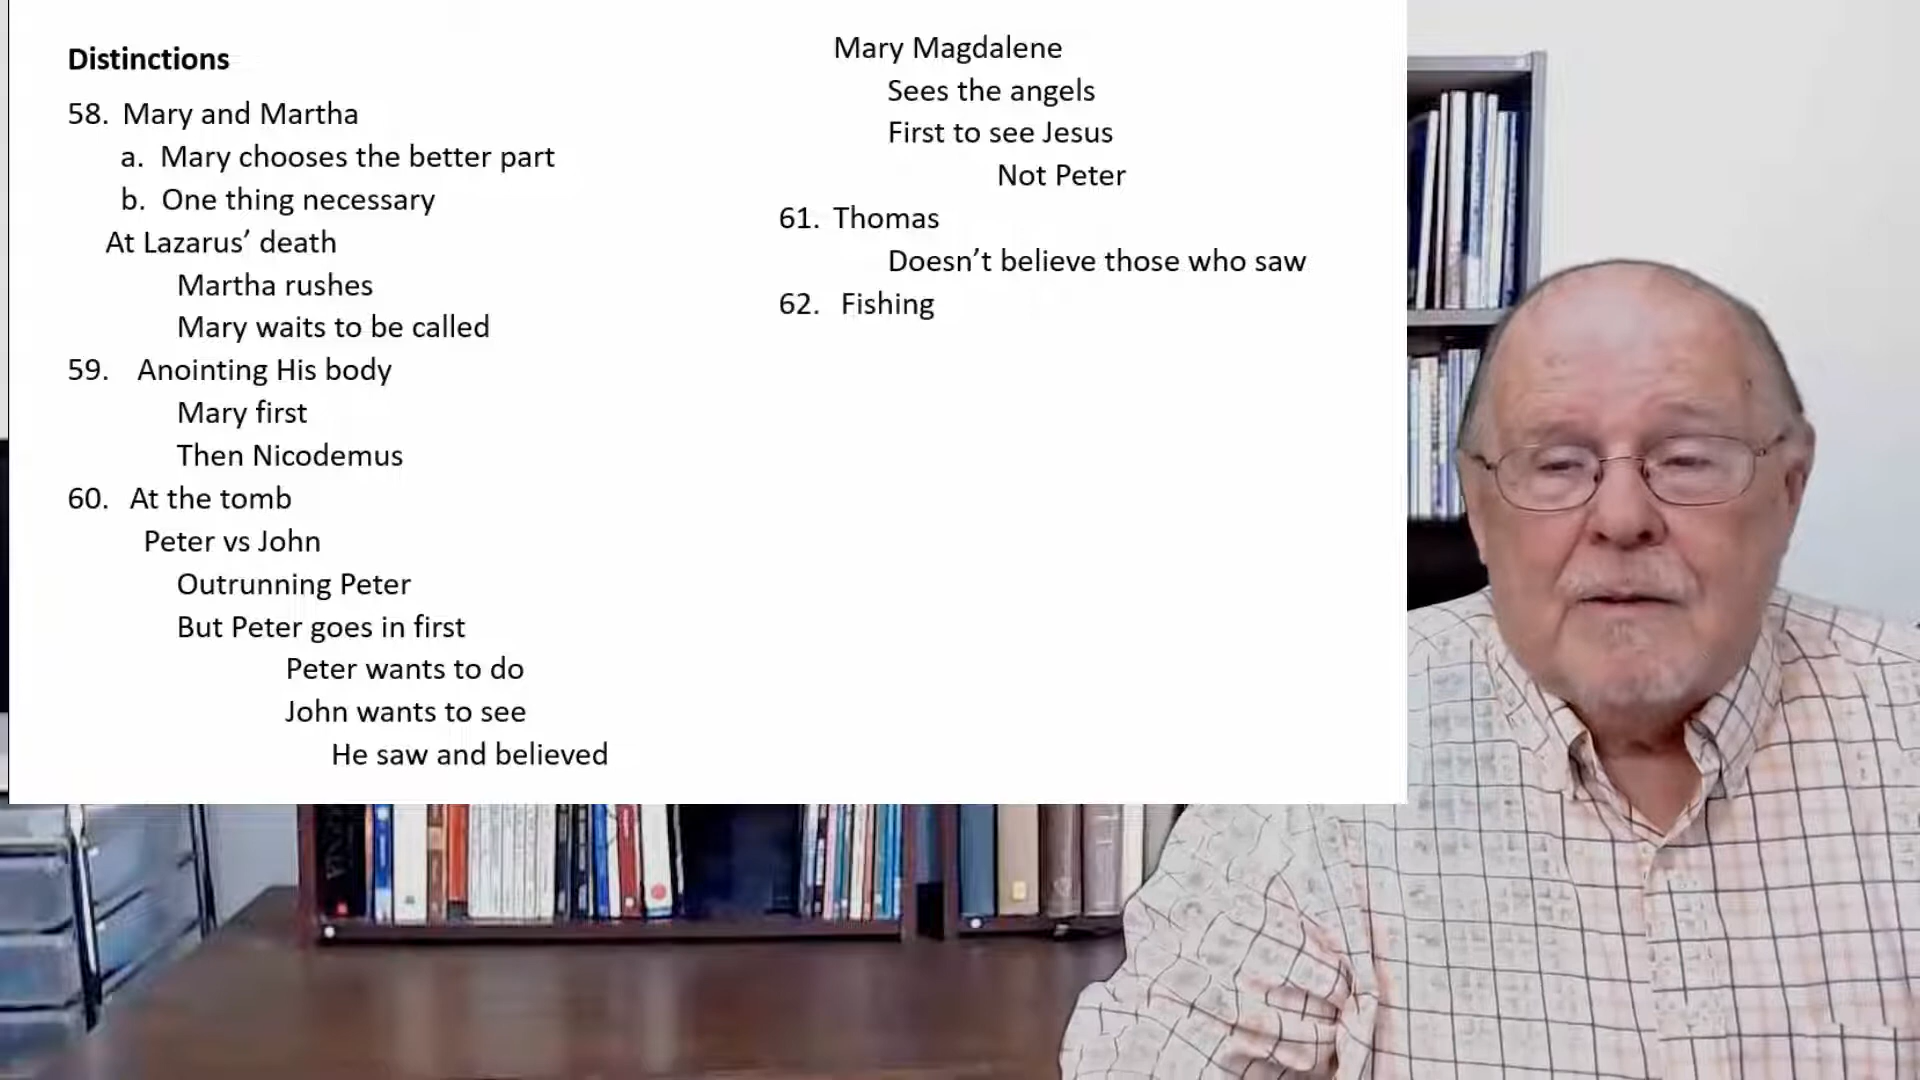 Distinctions
58. Mary and Martha
a. Mary chooses the better part
b. One thing necessary
At Lazarus’ death
Martha rushes
Mary waits to be called
59. Anointing His body
Mary first
Then Nicodemus
60. At the tomb
Peter vs John
Outrunning Peter
But Peter goes in first
Peter wants to do
John wants to see
He saw and believed
Mary Magdalene
Sees the angels
First to see Jesus
Not Peter
61. Thomas
Doesn’t believe those who saw
62. Fishing